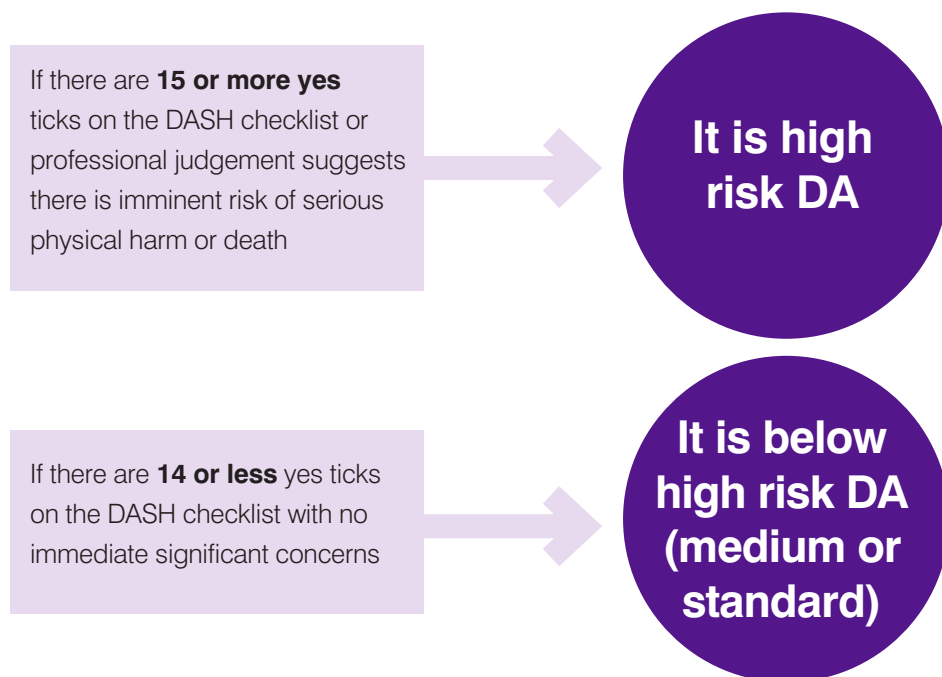 If there are 15 or more yes
ticks on the DASH checklist or
professional judgement suggests
there is imminent risk of serious
physical harm or death
It is high
risk DA
If there are 14 or less yes ticks
on the DASH checklist with no
immediate significant concerns
It is below
high risk DA
(medium or
standard)